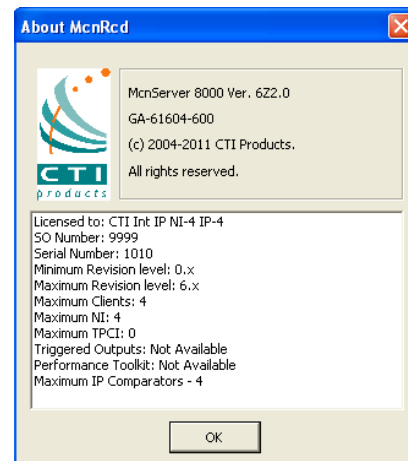 About McnRcd
McnServer 8000 Ver. 6Z2.0
GA-61604-600
(c) 2004-2011 CTI Products.
All rights reserved.
CTI
products
Licensed to: CTI Int IP NI-4 IP-4
SO Number: 9999
Serial Number: 1010
Minimum Revision level: 0.x
Maximum Revision level: 6.x
Maximum Clients: 4
Maximum NI: 4
Maximum TPCI: 0
Triggered Outputs: Not Available
Performance Toolkit: Not Available
Maximum IP Comparators - 4
OK